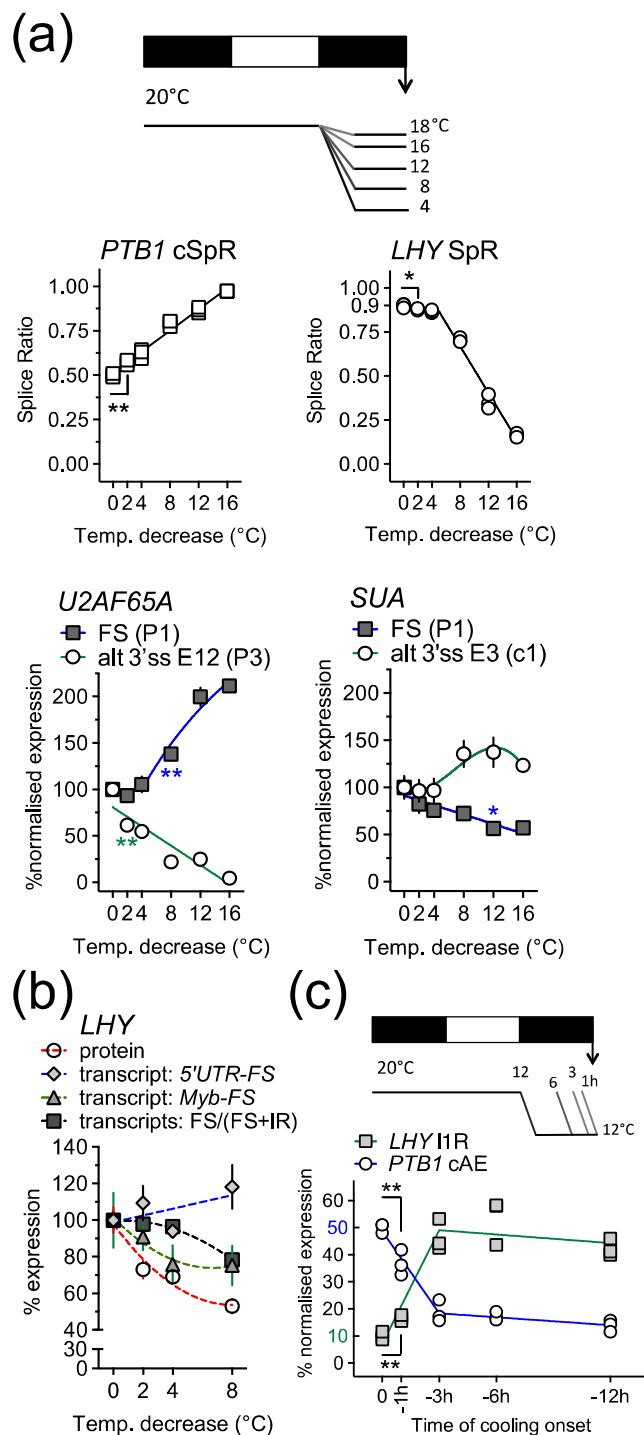 (a)
20°C
18°C
16
12
8
4
PTB1 cSpR
LHY SpR
Splice Ratio
1.00
0.75
0.50
0.25
0.00
**
0 2 4 8 12 16
Temp. decrease (°C)
Splice Ratio
1.00
0.9
0.75
0.50
0.25
0.00
*
0 2 4 8 12 16
Temp. decrease (°C)
U2AF65A
FS (P1)
alt 3'ss E12 (P3)
%normalised expression
200
150
100
50
0
**
**
0 2 4 8 12 16
Temp. decrease (°C)
SUA
FS (P1)
alt 3'ss E3 (c1)
%normalised expression
200
150
100
50
0
*
0 2 4 8 12 16
Temp. decrease (°C)
(b)
LHY
protein
transcript: 5'UTR-FS
transcript: Myb-FS
transcripts: FS/(FS+IR)
% expression
140
120
100
80
60
40
30
0
0 2 4 8
Temp. decrease (°C)
(c)
20°C
12 6 3 1h
12°C
LHY I1R
PTB1 cAE
% normalised expression
60
50
40
30
20
10
0
**
**
0 -1h -3h -6h -12h
Time of cooling onset